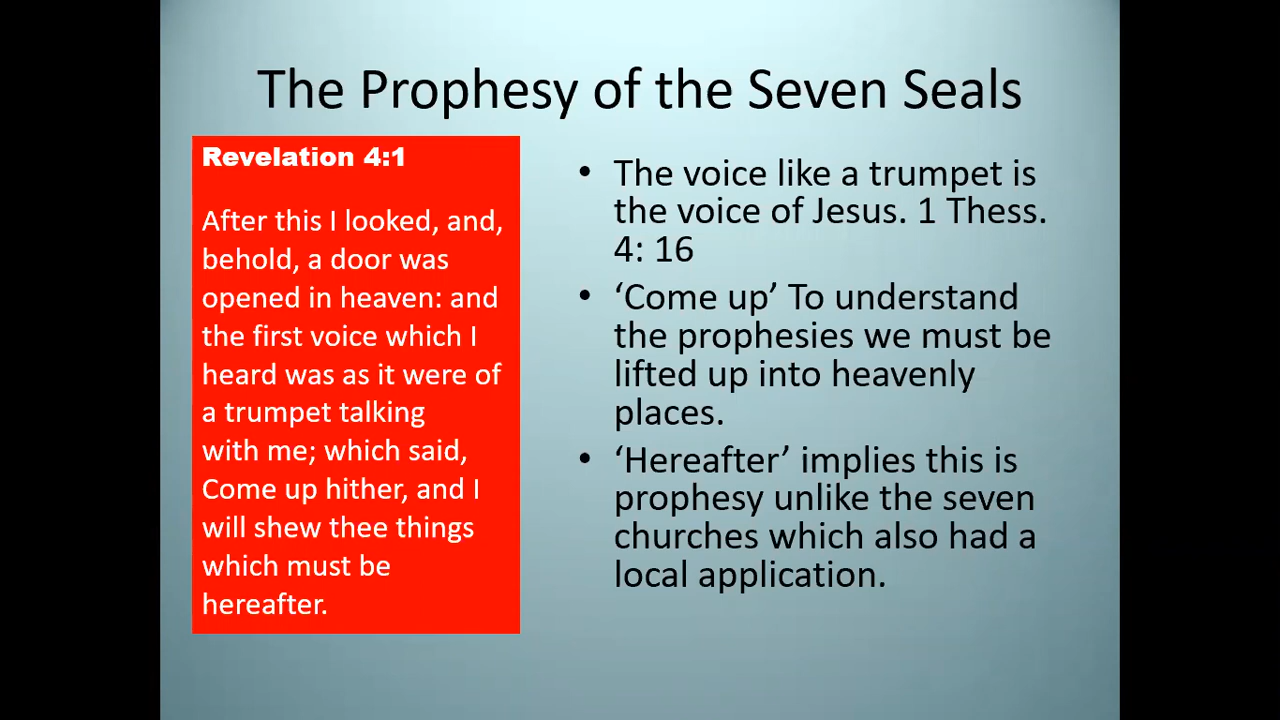 The Prophesy of the Seven Seals
Revelation 4:1
After this I looked, and,
behold, a door was
opened in heaven: and
the first voice which I
heard was as it were of
a trumpet talking
with me; which said,
Come up hither, and I
will shew thee things
which must be
hereafter.
• The voice like a trumpet is
the voice of Jesus. 1 Thess.
4: 16
• ‘Come up’ To understand
the prophesies we must be
lifted up into heavenly
places.
• ‘Hereafter’ implies this is
prophesy unlike the seven
churches which also had a
local application.